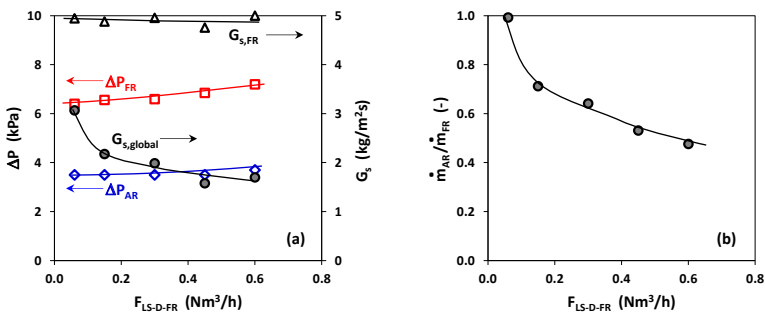 10
8
6
4
2
0
ΔP (kPa)
0.0 0.2 0.4 0.6 0.8
F_LS-D-FR (Nm³/h)
5
4
3
2
1
0
G_s (kg/m²s)
G_s,FR
ΔP_FR
G_s,global
ΔP_AR
(a)
1.0
0.8
0.6
0.4
0.2
0.0
ṁ_AR/ṁ_FR (-)
0.0 0.2 0.4 0.6 0.8
F_LS-D-FR (Nm³/h)
(b)